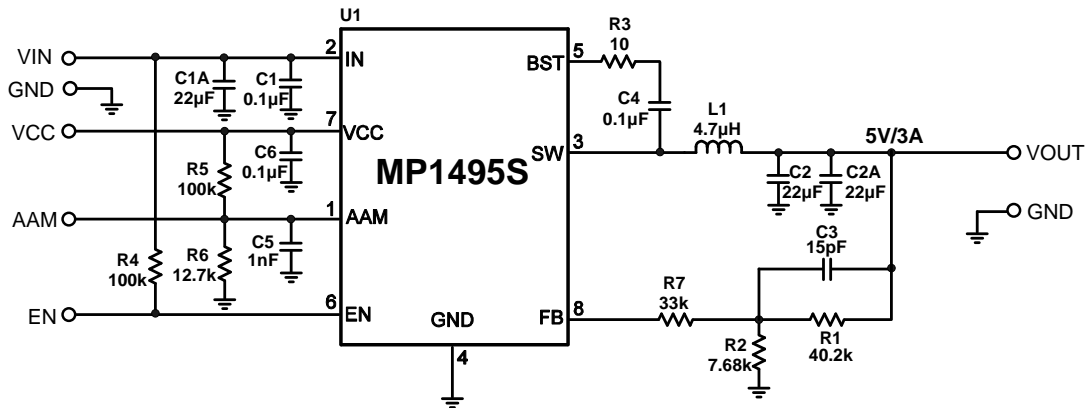 U1
VIN
2
IN
GND
C1A
22µF
C1
0.1µF
VCC
7
VCC
R5
100k
C6
0.1µF
AAM
1
AAM
R4
100k
R6
12.7k
C5
1nF
EN
6
EN
MP1495S
GND
4
BST
5
R3
10
C4
0.1µF
SW
3
L1
4.7µH
5V/3A
VOUT
C2
22µF
C2A
22µF
GND
C3
15pF
FB
8
R7
33k
R2
7.68k
R1
40.2k